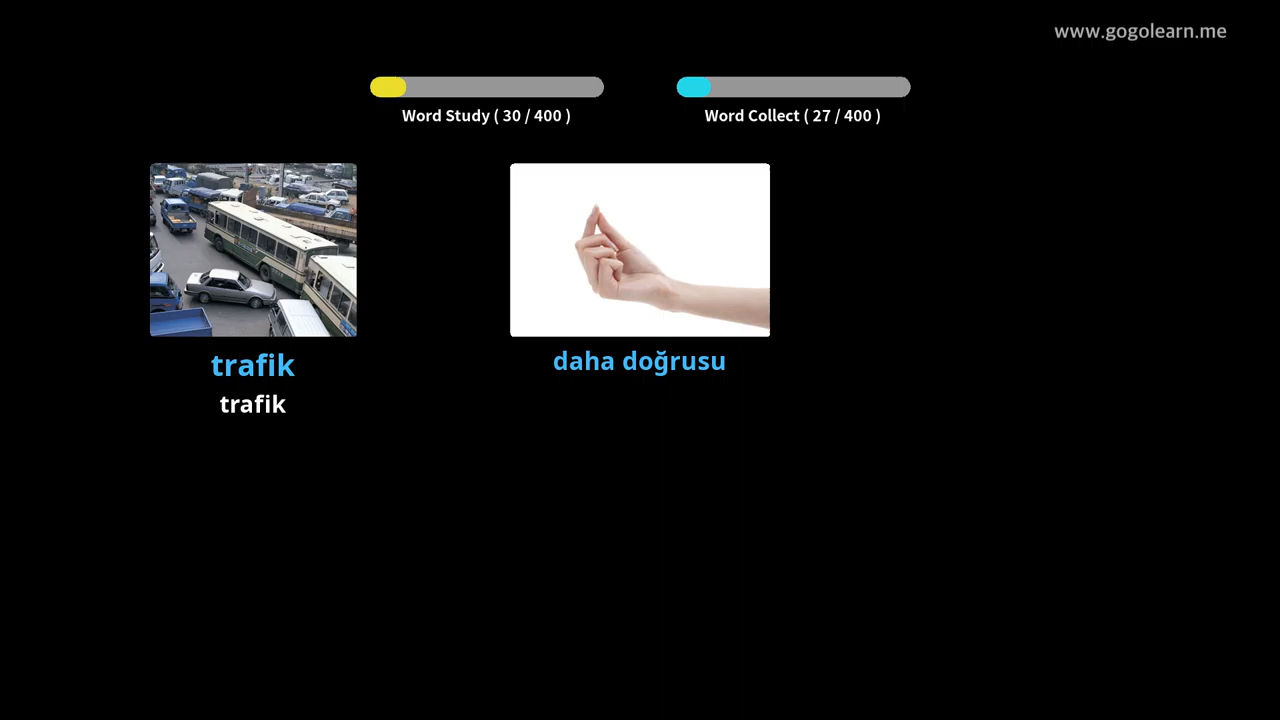 www.gogolearn.me
Word Study ( 30 / 400 )
Word Collect ( 27 / 400 )
trafik
trafik
daha doğrusu